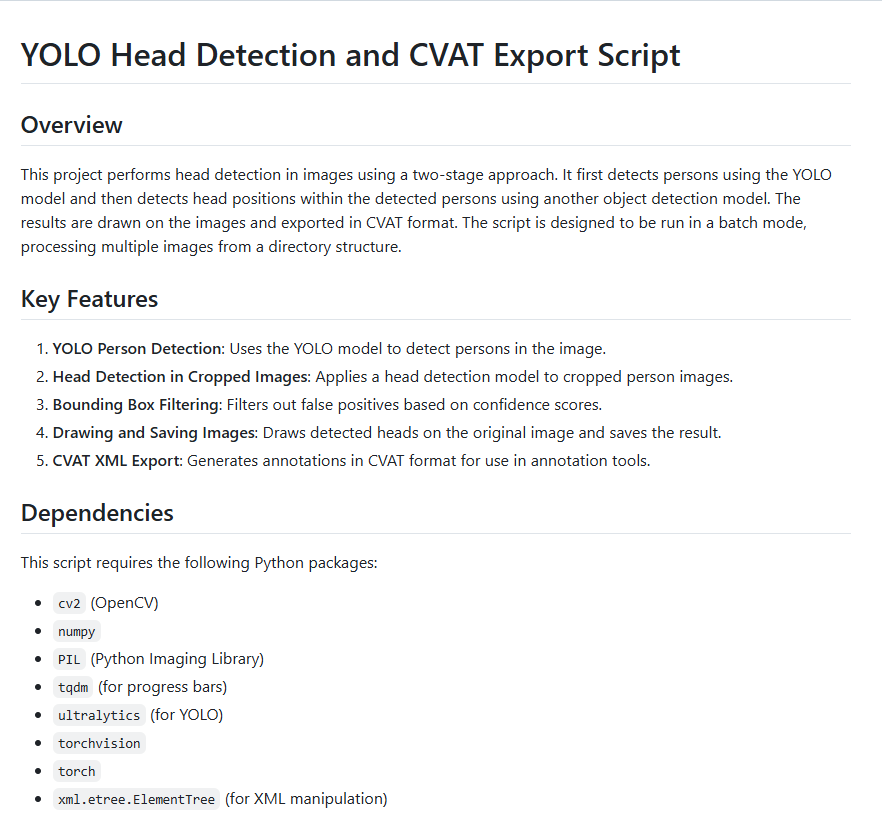 YOLO Head Detection and CVAT Export Script
Overview
This project performs head detection in images using a two-stage approach. It first detects persons using the YOLO
model and then detects head positions within the detected persons using another object detection model. The
results are drawn on the images and exported in CVAT format. The script is designed to be run in a batch mode,
processing multiple images from a directory structure.
Key Features
1. YOLO Person Detection: Uses the YOLO model to detect persons in the image.
2. Head Detection in Cropped Images: Applies a head detection model to cropped person images.
3. Bounding Box Filtering: Filters out false positives based on confidence scores.
4. Drawing and Saving Images: Draws detected heads on the original image and saves the result.
5. CVAT XML Export: Generates annotations in CVAT format for use in annotation tools.
Dependencies
This script requires the following Python packages:
• cv2 (OpenCV)
• numpy
• PIL (Python Imaging Library)
• tqdm (for progress bars)
• ultralytics (for YOLO)
• torchvision
• torch
• xml.etree.ElementTree (for XML manipulation)